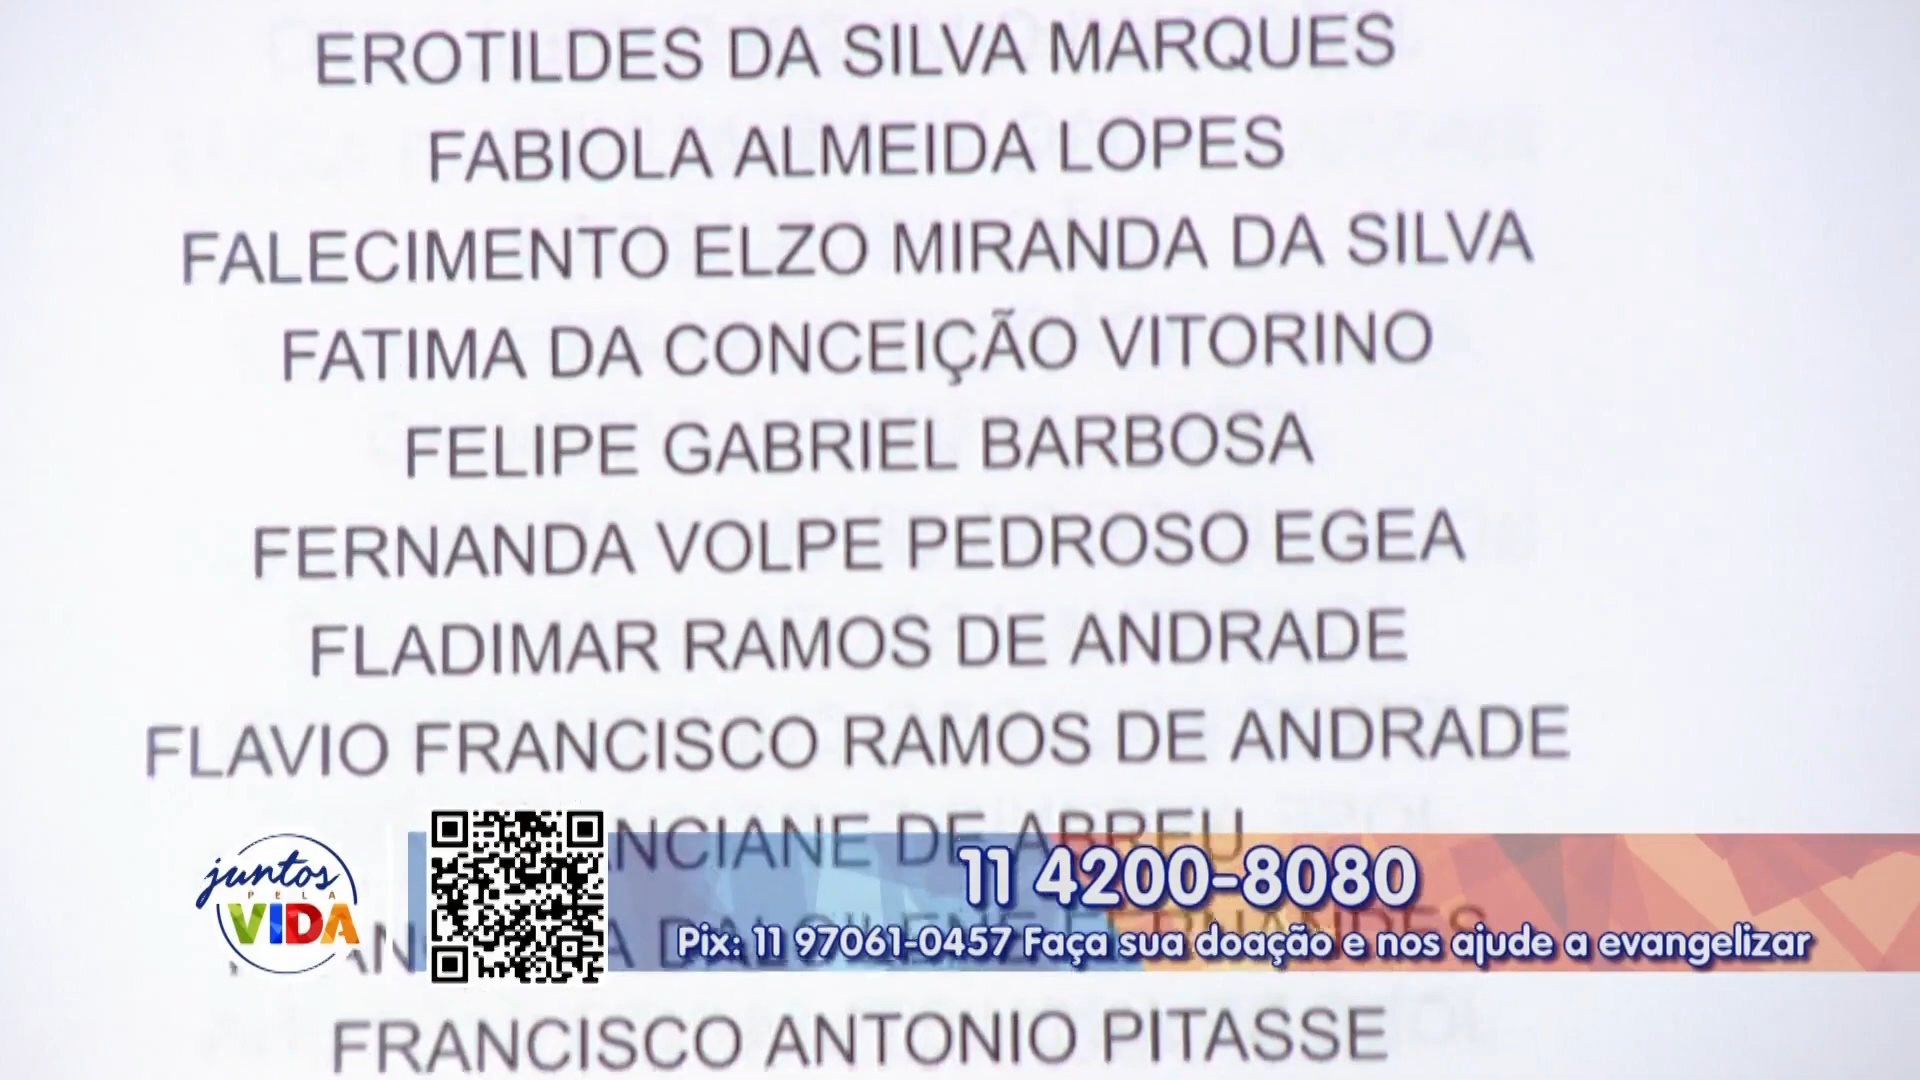 EROTILDES DA SILVA MARQUES
FABIOLA ALMEIDA LOPES
FALECIMENTO ELZO MIRANDA DA SILVA
FATIMA DA CONCEIÇÃO VITORINO
FELIPE GABRIEL BARBOSA
FERNANDA VOLPE PEDROSO EGEA
FLADIMAR RAMOS DE ANDRADE
FLAVIO FRANCISCO RAMOS DE ANDRADE
DE ABREU
juntos
PELA
VIDA
11 4200-8080
Pix: 11 97061-0457 Faça sua doação e nos ajude a evangelizar
FRANCISCO ANTONIO PITASSE